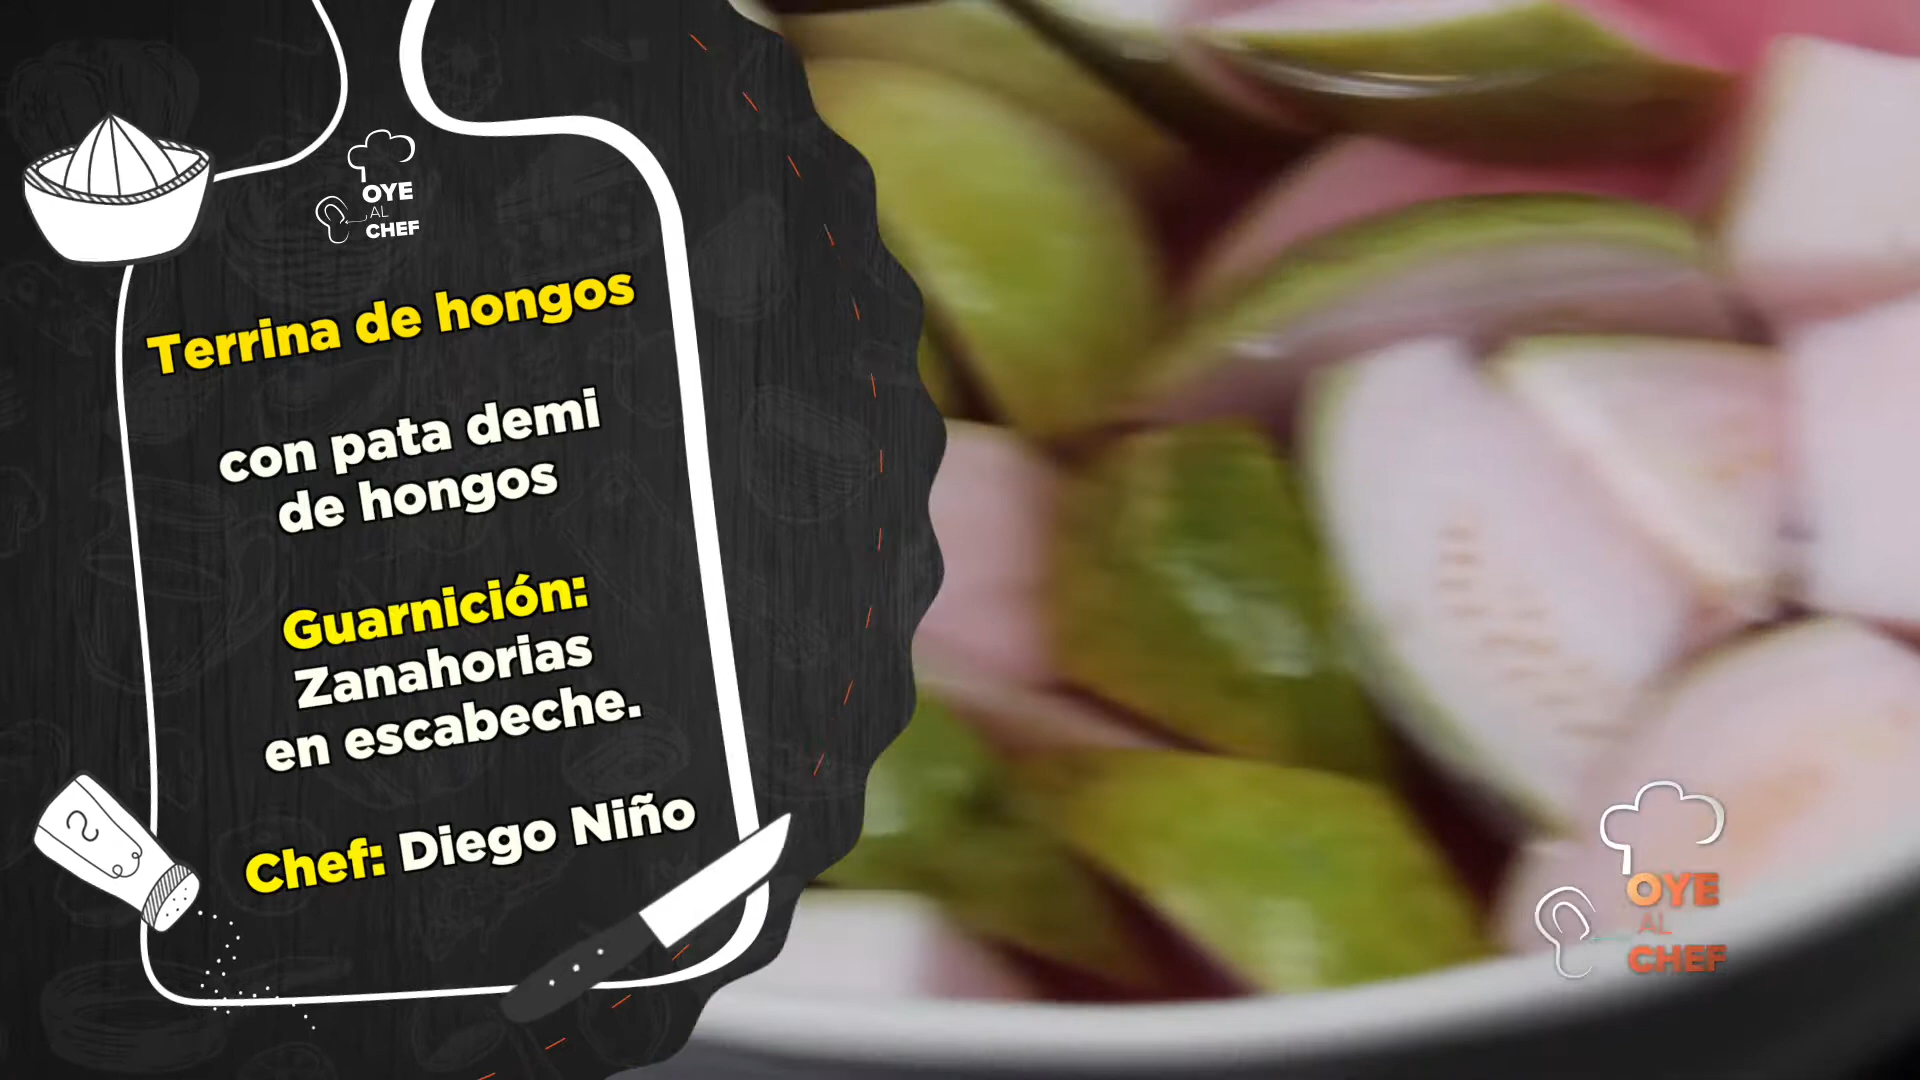 OYE
AL
CHEF
Terrina de hongos
con pata demi
de hongos
Guarnición:
Zanahorias
en escabeche.
Chef: Diego Niño
OYE
AL
CHEF